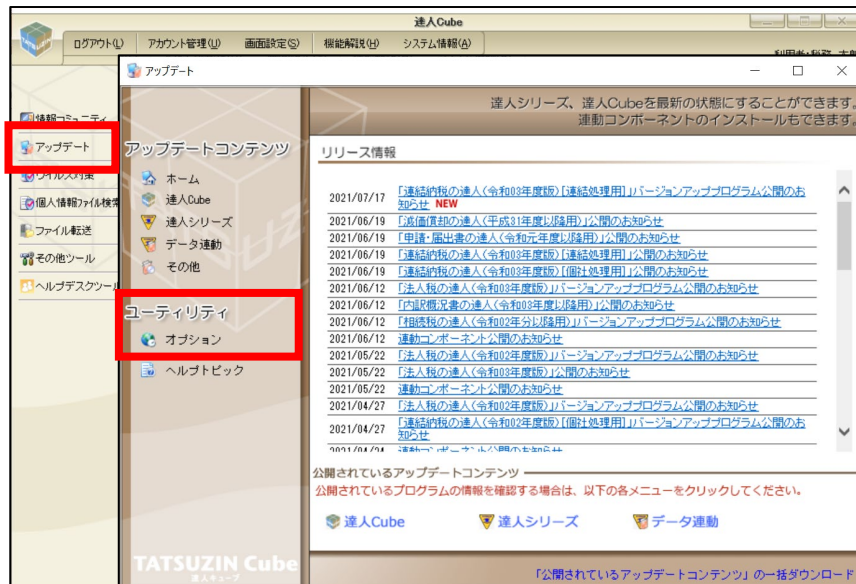 達人Cube
ログアウト(L) アカウント管理(U) 画面設定(S) 機能解説(H) システム情報(A)
アップデート
情報コミュニティ
アップデート
ウイルス対策
個人情報ファイル検索
ファイル転送
その他ツール
ヘルプデスクツール
達人シリーズ、達人Cubeを最新の状態にすることができます。
連動コンポーネントのインストールもできます。
アップデートコンテンツ
ホーム
達人Cube
達人シリーズ
データ連動
その他
ユーティリティ
オプション
ヘルプトピック
TATSUZIN Cube
達人キューブ
リリース情報
2021/07/17 「連結納税の達人(令和03年度版)[連結処理用]」バージョンアッププログラム公開のお
知らせ NEW
2021/06/19 「減価償却の達人(平成31年度以降用)」公開のお知らせ
2021/06/19 「申請・届出書の達人(令和元年度以降用)」公開のお知らせ
2021/06/19 「連結納税の達人(令和03年度版)[連結処理用]」公開のお知らせ
2021/06/19 「連結納税の達人(令和03年度版)[個社処理用]」公開のお知らせ
2021/06/12 「法人税の達人(令和03年度版)」バージョンアッププログラム公開のお知らせ
2021/06/12 「内訳概況書の達人(令和03年度以降用)」公開のお知らせ
2021/06/12 「相続税の達人(令和02年分以降用)」バージョンアッププログラム公開のお知らせ
2021/06/12 連動コンポーネント公開のお知らせ
2021/05/22 「法人税の達人(令和02年度版)」バージョンアッププログラム公開のお知らせ
2021/05/22 「法人税の達人(令和03年度版)」公開のお知らせ
2021/05/22 連動コンポーネント公開のお知らせ
2021/04/27 「法人税の達人(令和02年度版)」バージョンアッププログラム公開のお知らせ
2021/04/27 「連結納税の達人(令和02年度版)[個社処理用]」バージョンアッププログラム公開のお
知らせ
2021/04/24 連動コンポーネント公開のお知らせ
公開されているアップデートコンテンツ
公開されているプログラムの情報を確認する場合は、以下の各メニューをクリックしてください。
達人Cube 達人シリーズ データ連動
「公開されているアップデートコンテンツ」の一括ダウンロード